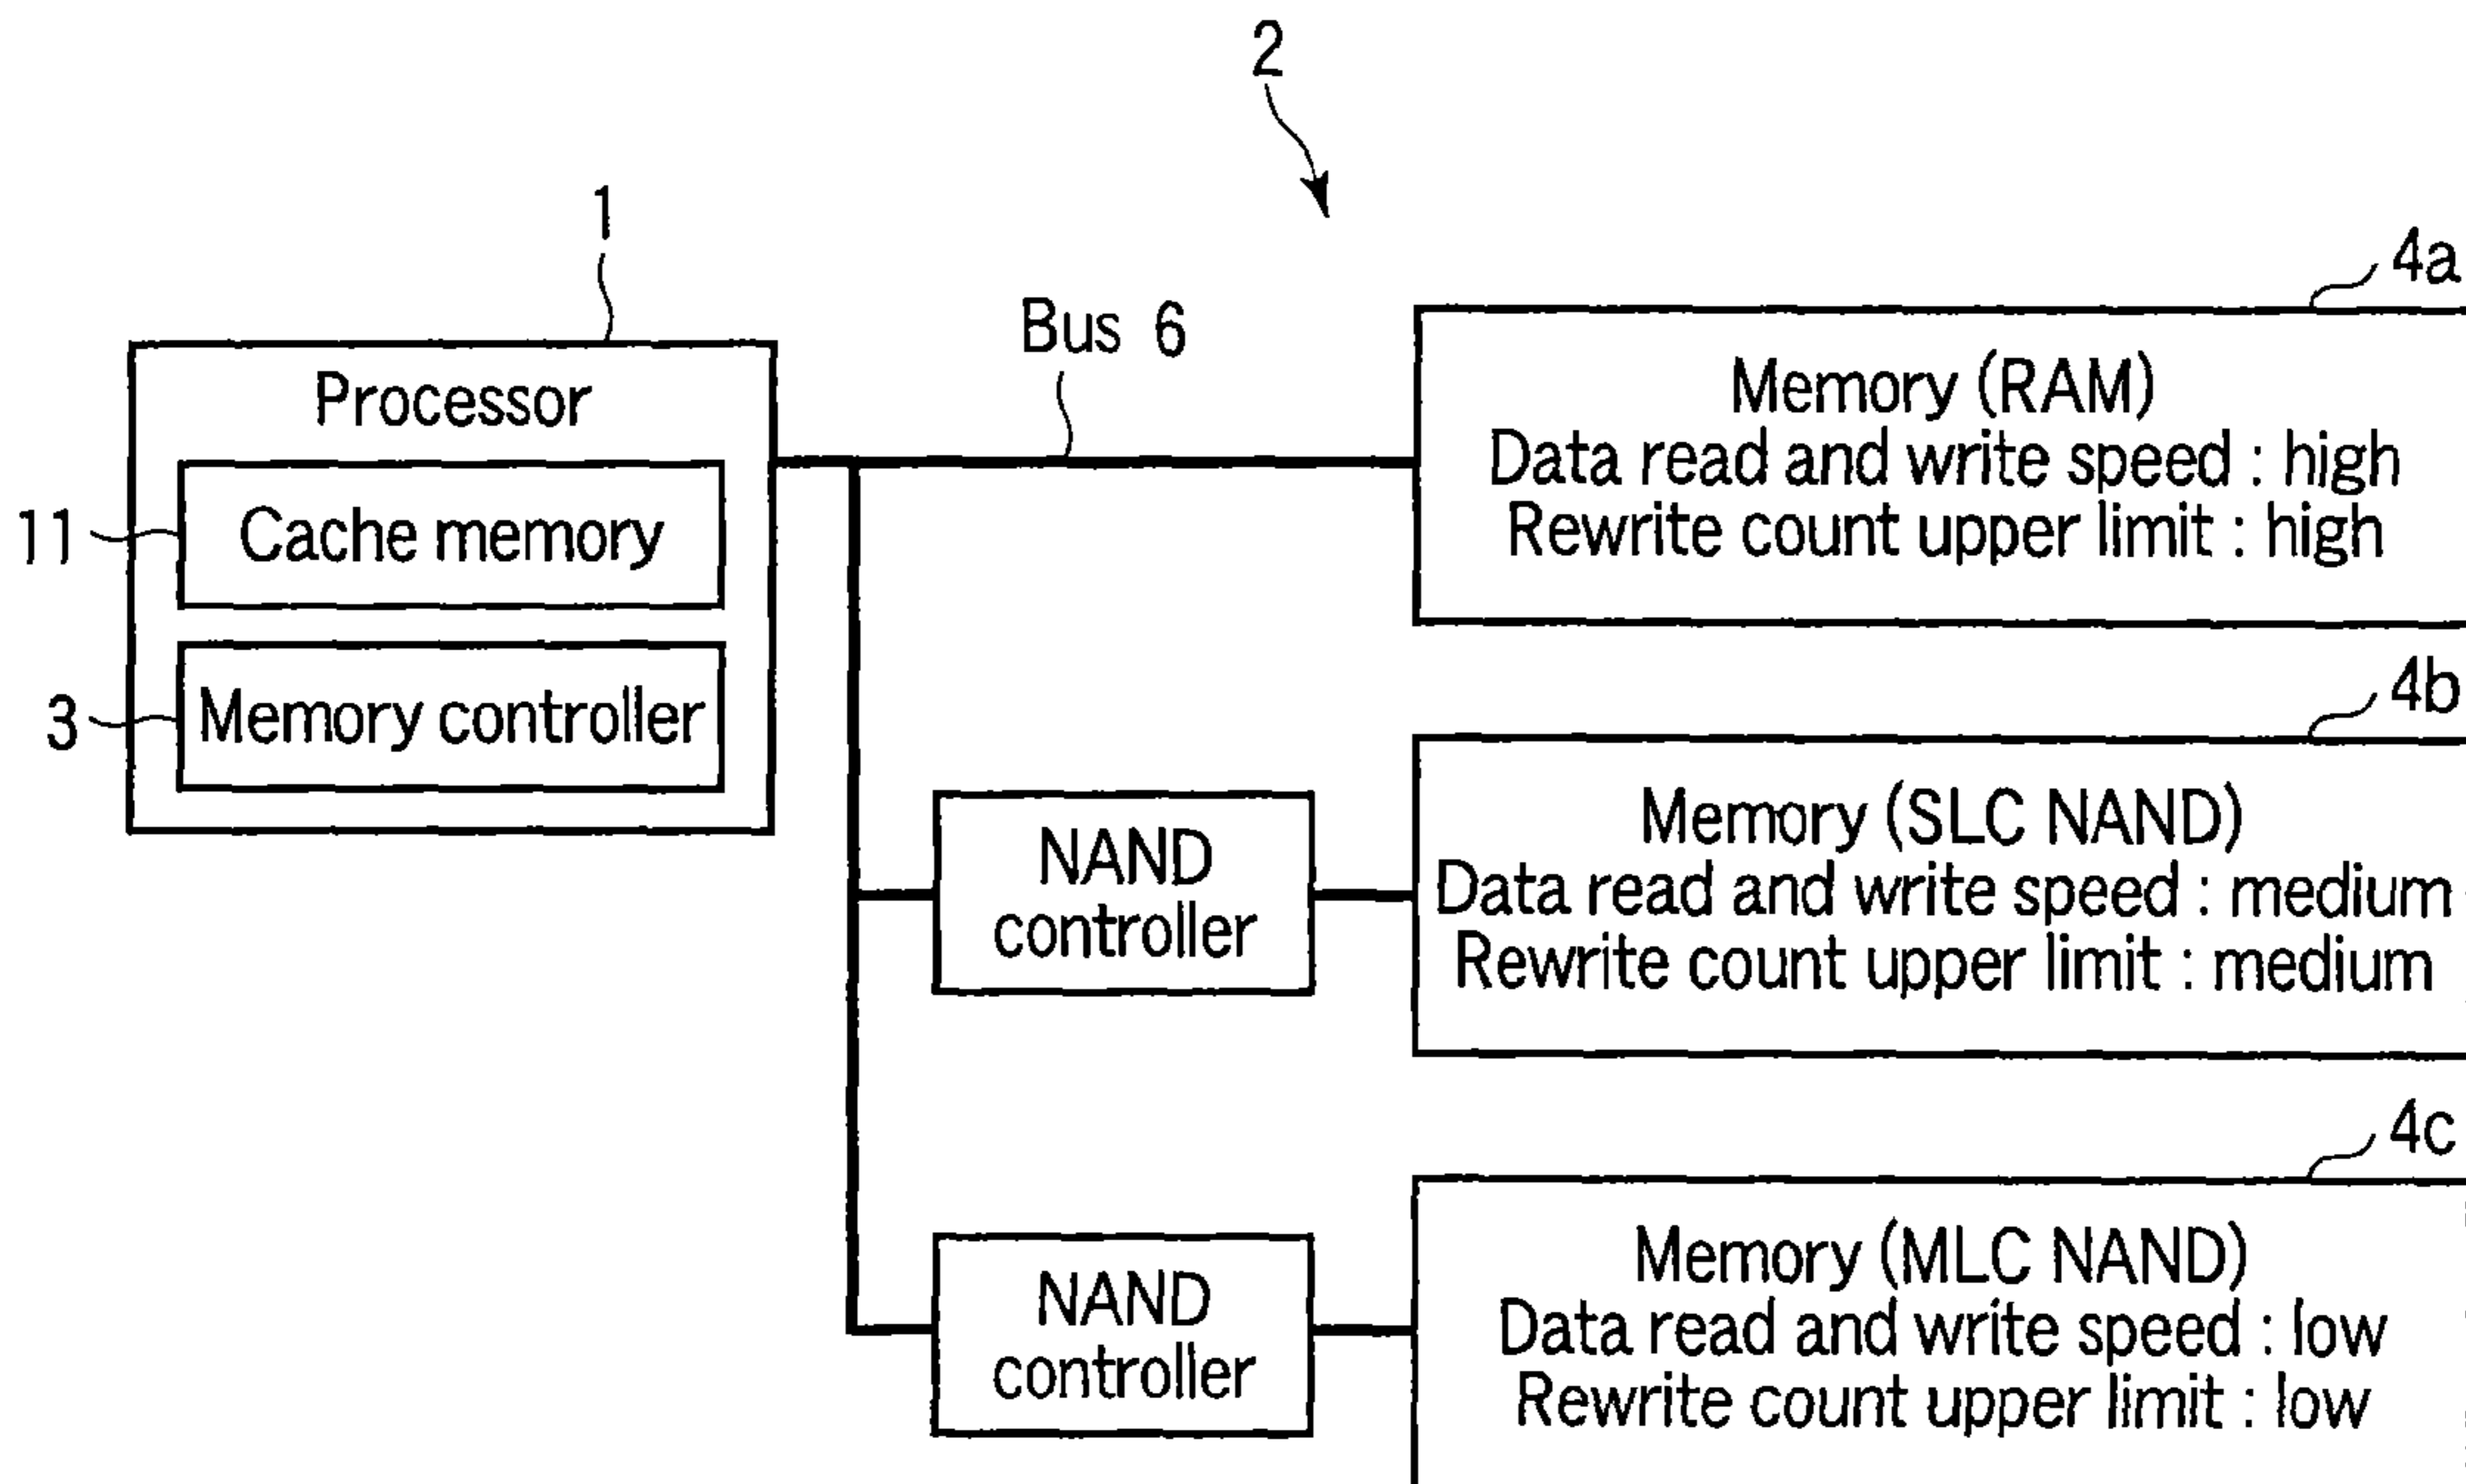 2
1
Processor
11
Cache memory
3
Memory controller
Bus 6
4a
Memory (RAM)
Data read and write speed : high
Rewrite count upper limit : high
4b
NAND
controller
Memory (SLC NAND)
Data read and write speed : medium
Rewrite count upper limit : medium
4c
NAND
controller
Memory (MLC NAND)
Data read and write speed : low
Rewrite count upper limit : low